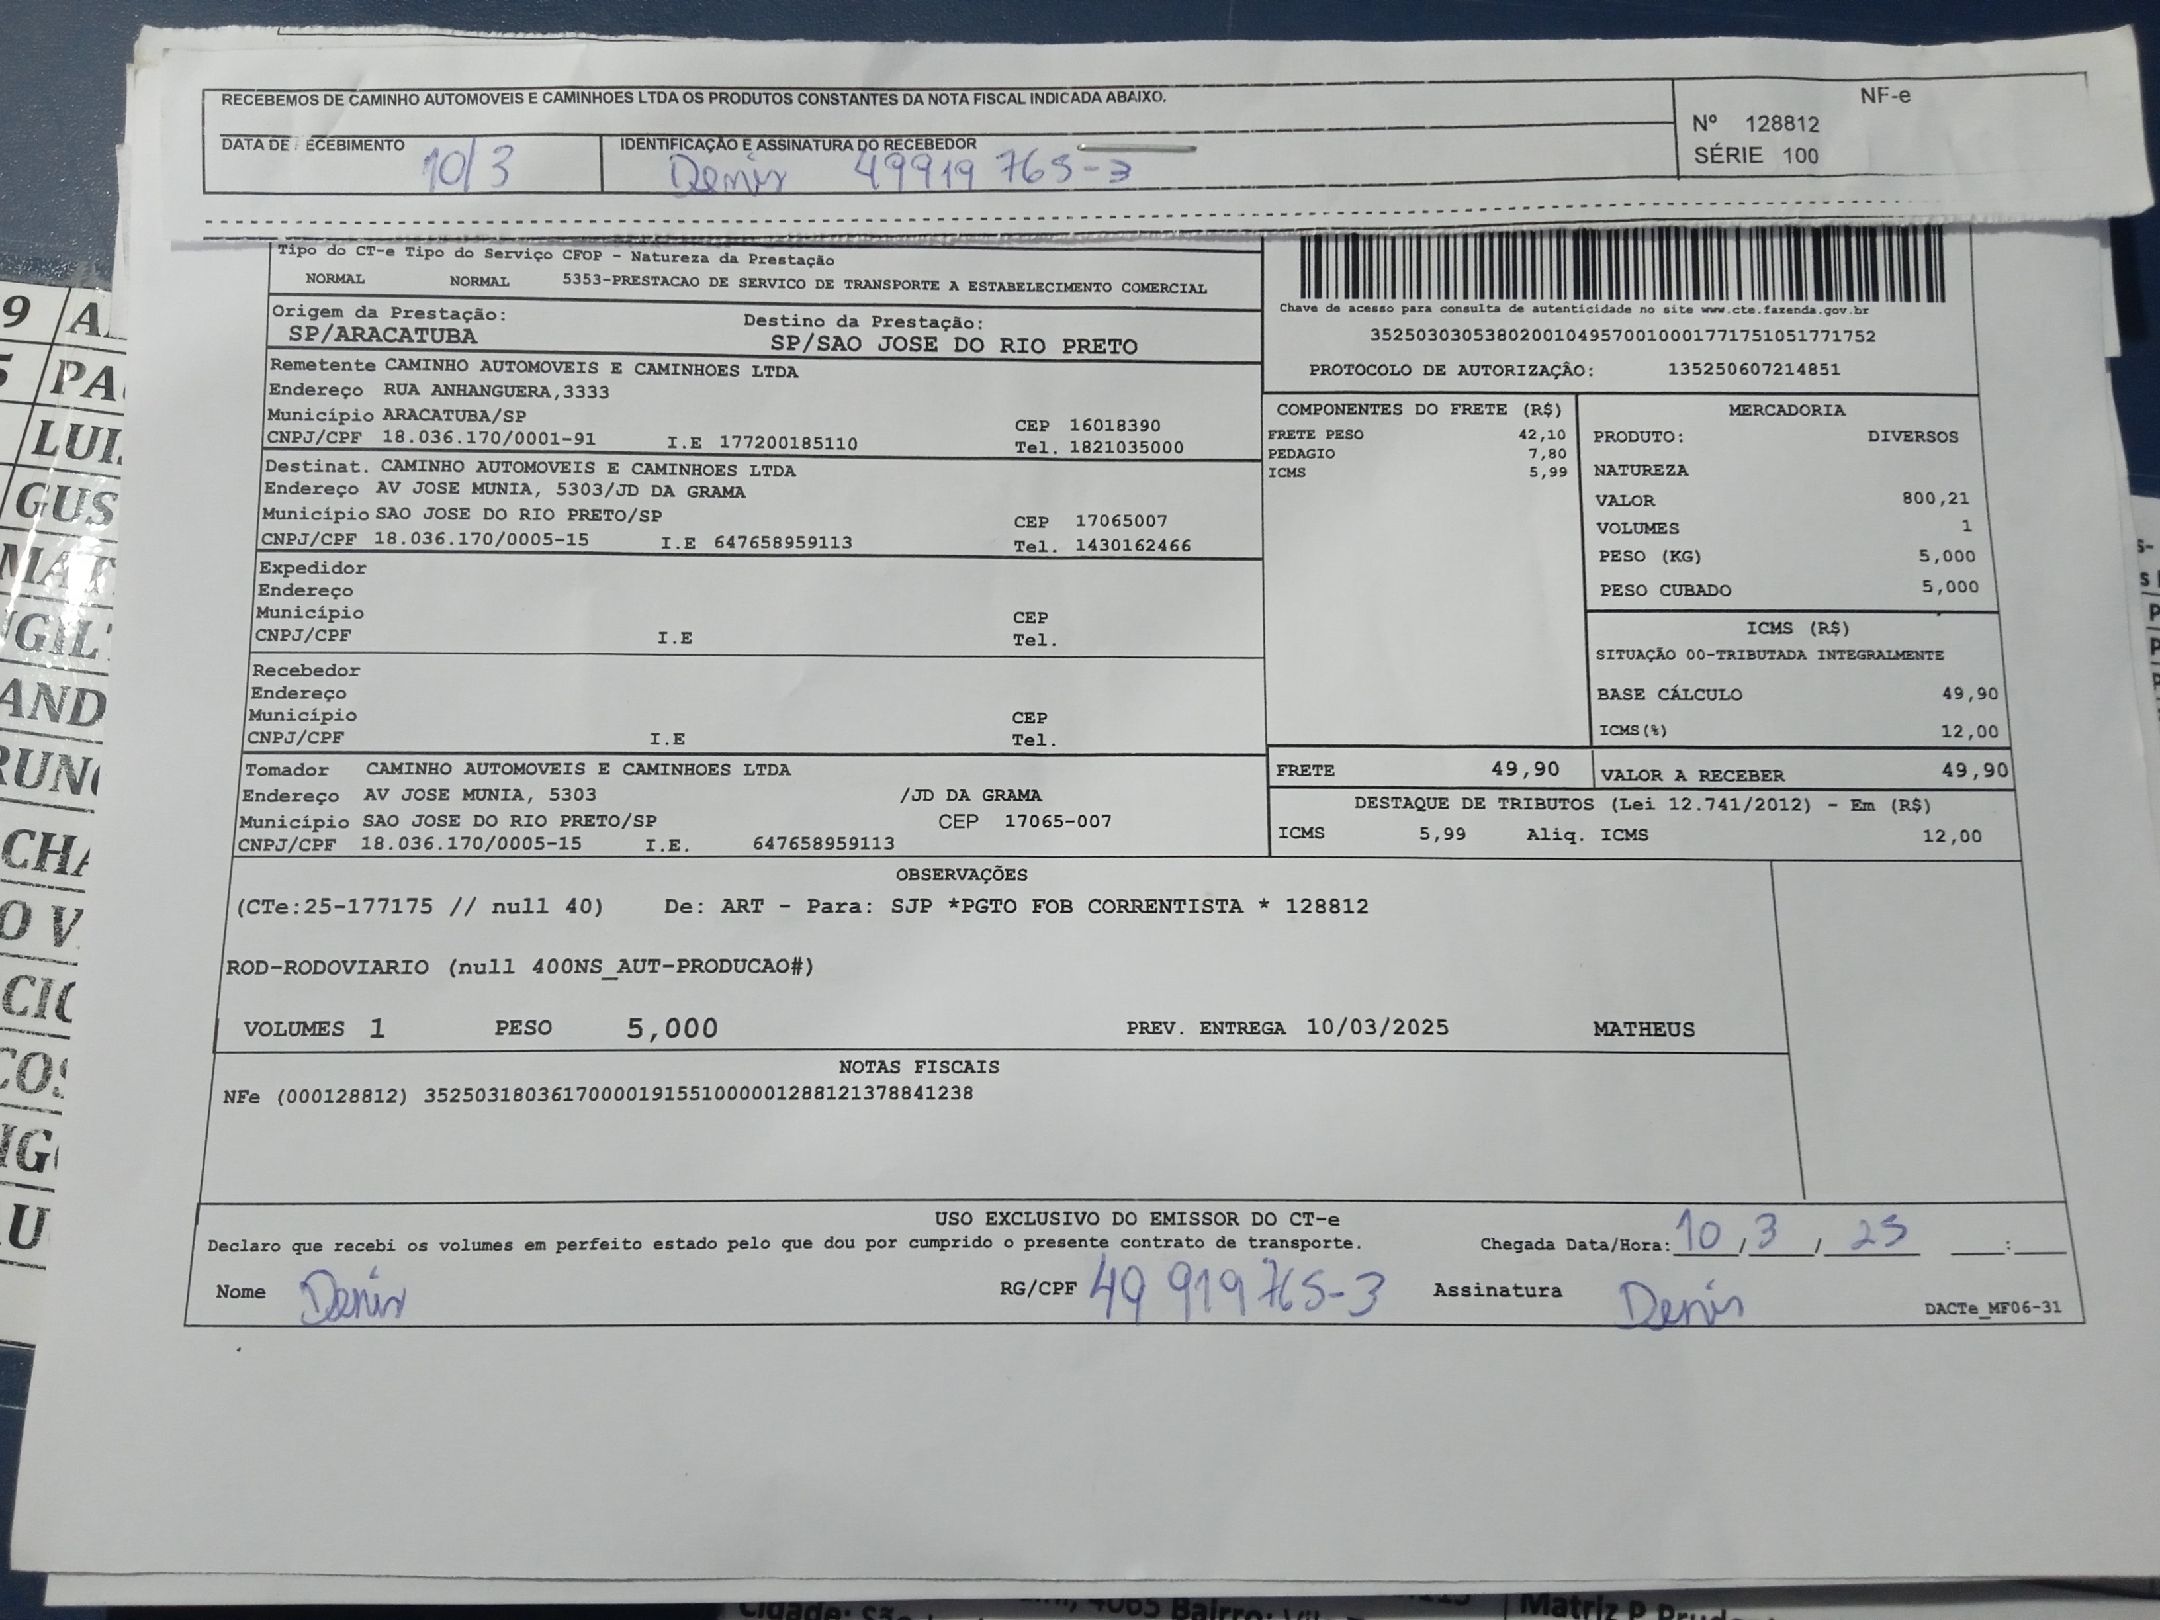 RECEBEMOS DE CAMINHO AUTOMOVEIS E CAMINHOES LTDA OS PRODUTOS CONSTANTES DA NOTA FISCAL INDICADA ABAIXO.
NF-e
Nº 128812
SÉRIE 100
DATA DE ECEBIMENTO
10/3
IDENTIFICAÇÃO E ASSINATURA DO RECEBEDOR
Denis 49919 765-3
Tipo do CT-e Tipo do Serviço CFOP - Natureza da Prestação
NORMAL NORMAL 5353-PRESTACAO DE SERVICO DE TRANSPORTE A ESTABELECIMENTO COMERCIAL
Origem da Prestação: Destino da Prestação:
SP/ARACATUBA SP/SAO JOSE DO RIO PRETO
Chave de acesso para consulta de autenticidade no site www.cte.fazenda.gov.br
35250303053802001049570010001771751051771752
PROTOCOLO DE AUTORIZAÇÃO: 135250607214851
Remetente CAMINHO AUTOMOVEIS E CAMINHOES LTDA
Endereço RUA ANHANGUERA,3333
Município ARACATUBA/SP CEP 16018390
CNPJ/CPF 18.036.170/0001-91 I.E 177200185110 Tel. 1821035000
Destinat. CAMINHO AUTOMOVEIS E CAMINHOES LTDA
Endereço AV JOSE MUNIA, 5303/JD DA GRAMA
Município SAO JOSE DO RIO PRETO/SP CEP 17065007
CNPJ/CPF 18.036.170/0005-15 I.E 647658959113 Tel. 1430162466
Expedidor
Endereço
Município CEP
CNPJ/CPF I.E Tel.
Recebedor
Endereço
Município CEP
CNPJ/CPF I.E Tel.
Tomador CAMINHO AUTOMOVEIS E CAMINHOES LTDA
Endereço AV JOSE MUNIA, 5303 /JD DA GRAMA
Município SAO JOSE DO RIO PRETO/SP CEP 17065-007
CNPJ/CPF 18.036.170/0005-15 I.E. 647658959113
COMPONENTES DO FRETE (R$)
FRETE PESO 42,10
PEDAGIO 7,80
ICMS 5,99
MERCADORIA
PRODUTO: DIVERSOS
NATUREZA
VALOR 800,21
VOLUMES 1
PESO (KG) 5,000
PESO CUBADO 5,000
ICMS (R$)
SITUAÇÃO 00-TRIBUTADA INTEGRALMENTE
BASE CÁLCULO 49,90
ICMS(%) 12,00
FRETE 49,90 VALOR A RECEBER 49,90
DESTAQUE DE TRIBUTOS (Lei 12.741/2012) - Em (R$)
ICMS 5,99 Aliq. ICMS 12,00
OBSERVAÇÕES
(CTe:25-177175 // null 40) De: ART - Para: SJP *PGTO FOB CORRENTISTA * 128812
ROD-RODOVIARIO (null 400NS_AUT-PRODUCAO#)
VOLUMES 1 PESO 5,000 PREV. ENTREGA 10/03/2025 MATHEUS
NOTAS FISCAIS
NFe (000128812) 35250318036170000191551000001288121378841238
USO EXCLUSIVO DO EMISSOR DO CT-e
Declaro que recebi os volumes em perfeito estado pelo que dou por cumprido o presente contrato de transporte. Chegada Data/Hora: 10 / 3 / 25 :
Nome Denis RG/CPF 49 919 765-3 Assinatura Denis
DACTe_MF06-31